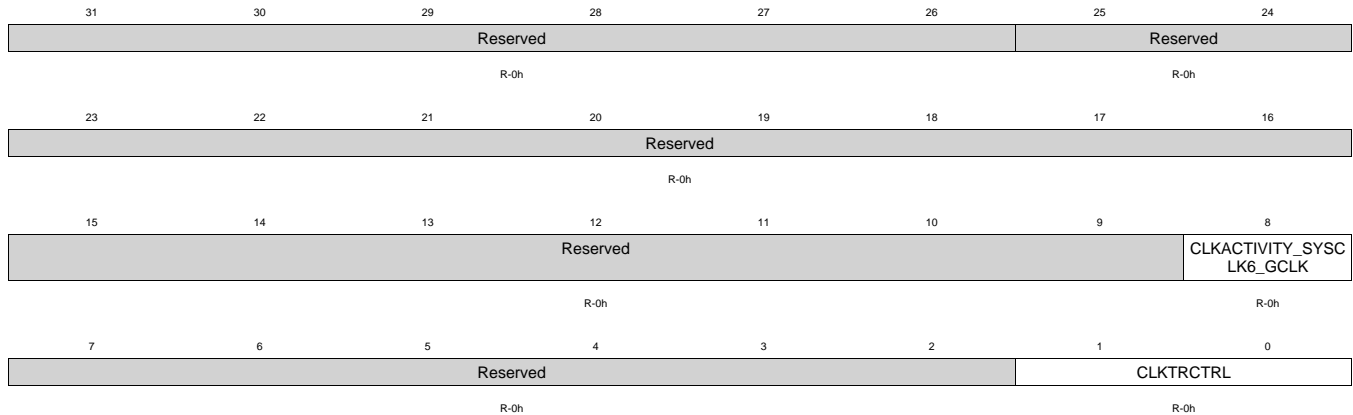 31 30 29 28 27 26 25 24
Reserved Reserved
R-0h R-0h
23 22 21 20 19 18 17 16
Reserved
R-0h
15 14 13 12 11 10 9 8
Reserved CLKACTIVITY_SYSC
LK6_GCLK
R-0h R-0h
7 6 5 4 3 2 1 0
Reserved CLKTRCTRL
R-0h R-0h